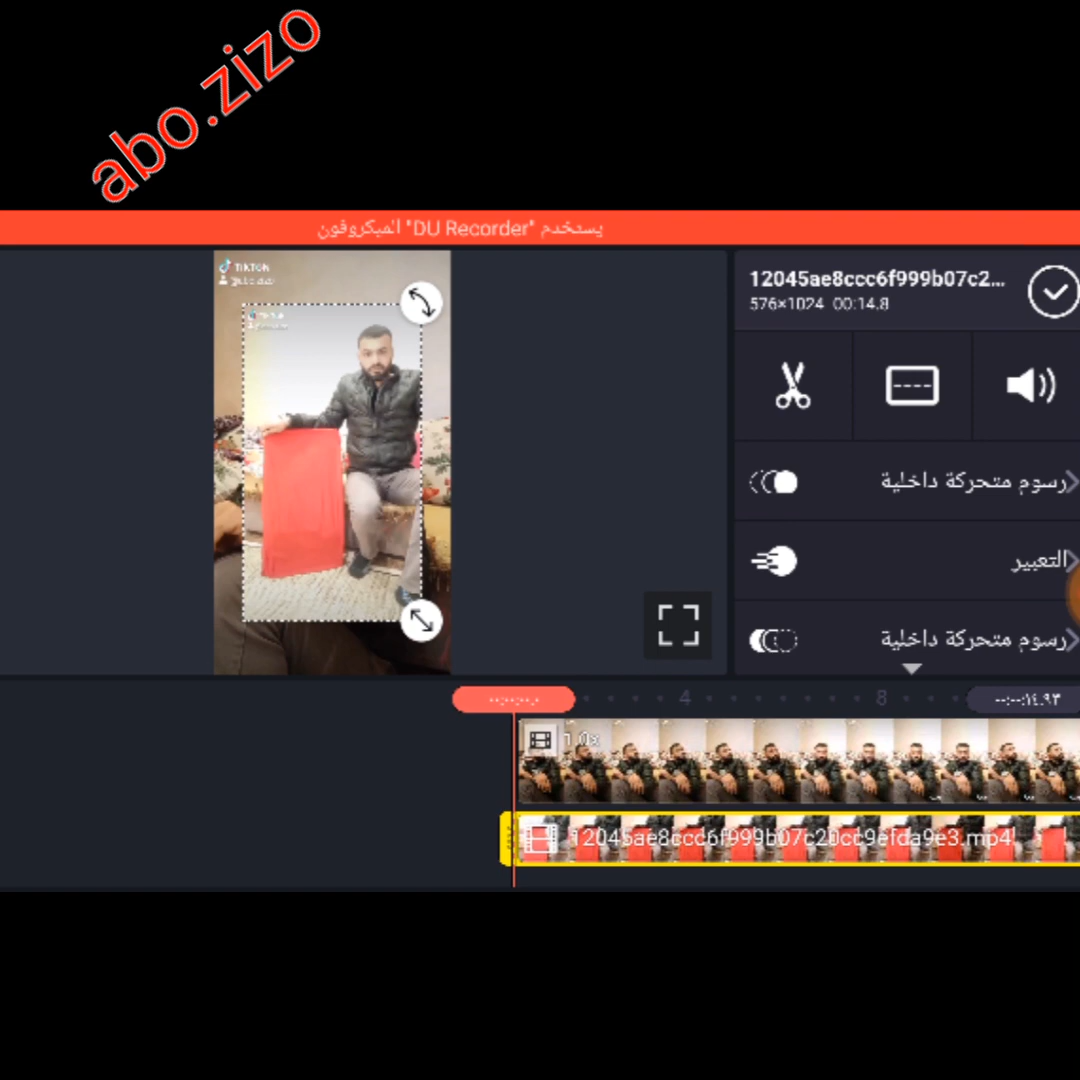 abo.zizo
يستخدم "DU Recorder" الميكروفون
TIKTOK
12045ae8ccc6f999b07c2...
576×1024 00:14.8
رسوم متحركة داخلية
التعبير
رسوم متحركة داخلية
4
8
1.0x
12045ae8ccc6f999b07c20cc9efda9e3.mp4